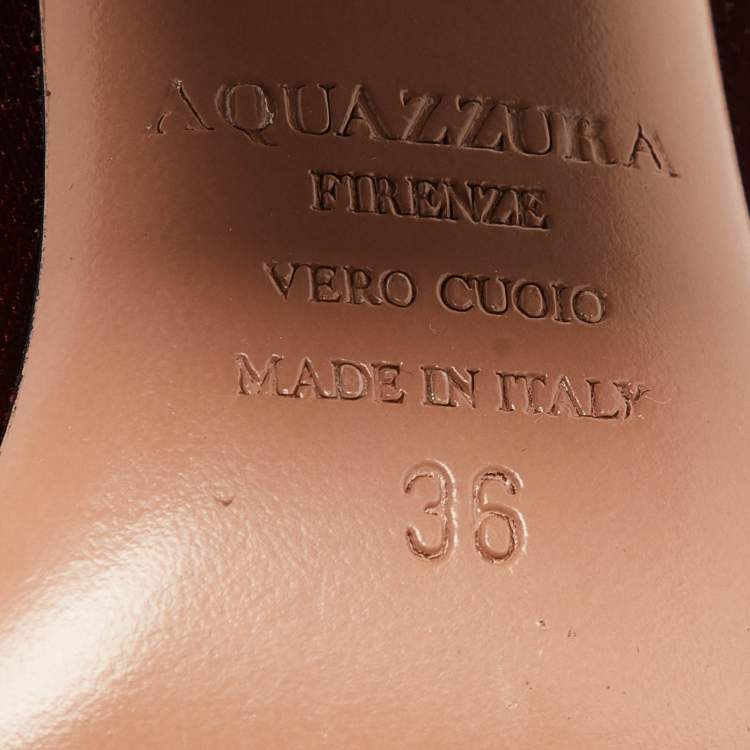 AQUAZZURA
FIRENZE
VERO CUOIO
MADE IN ITALY
36